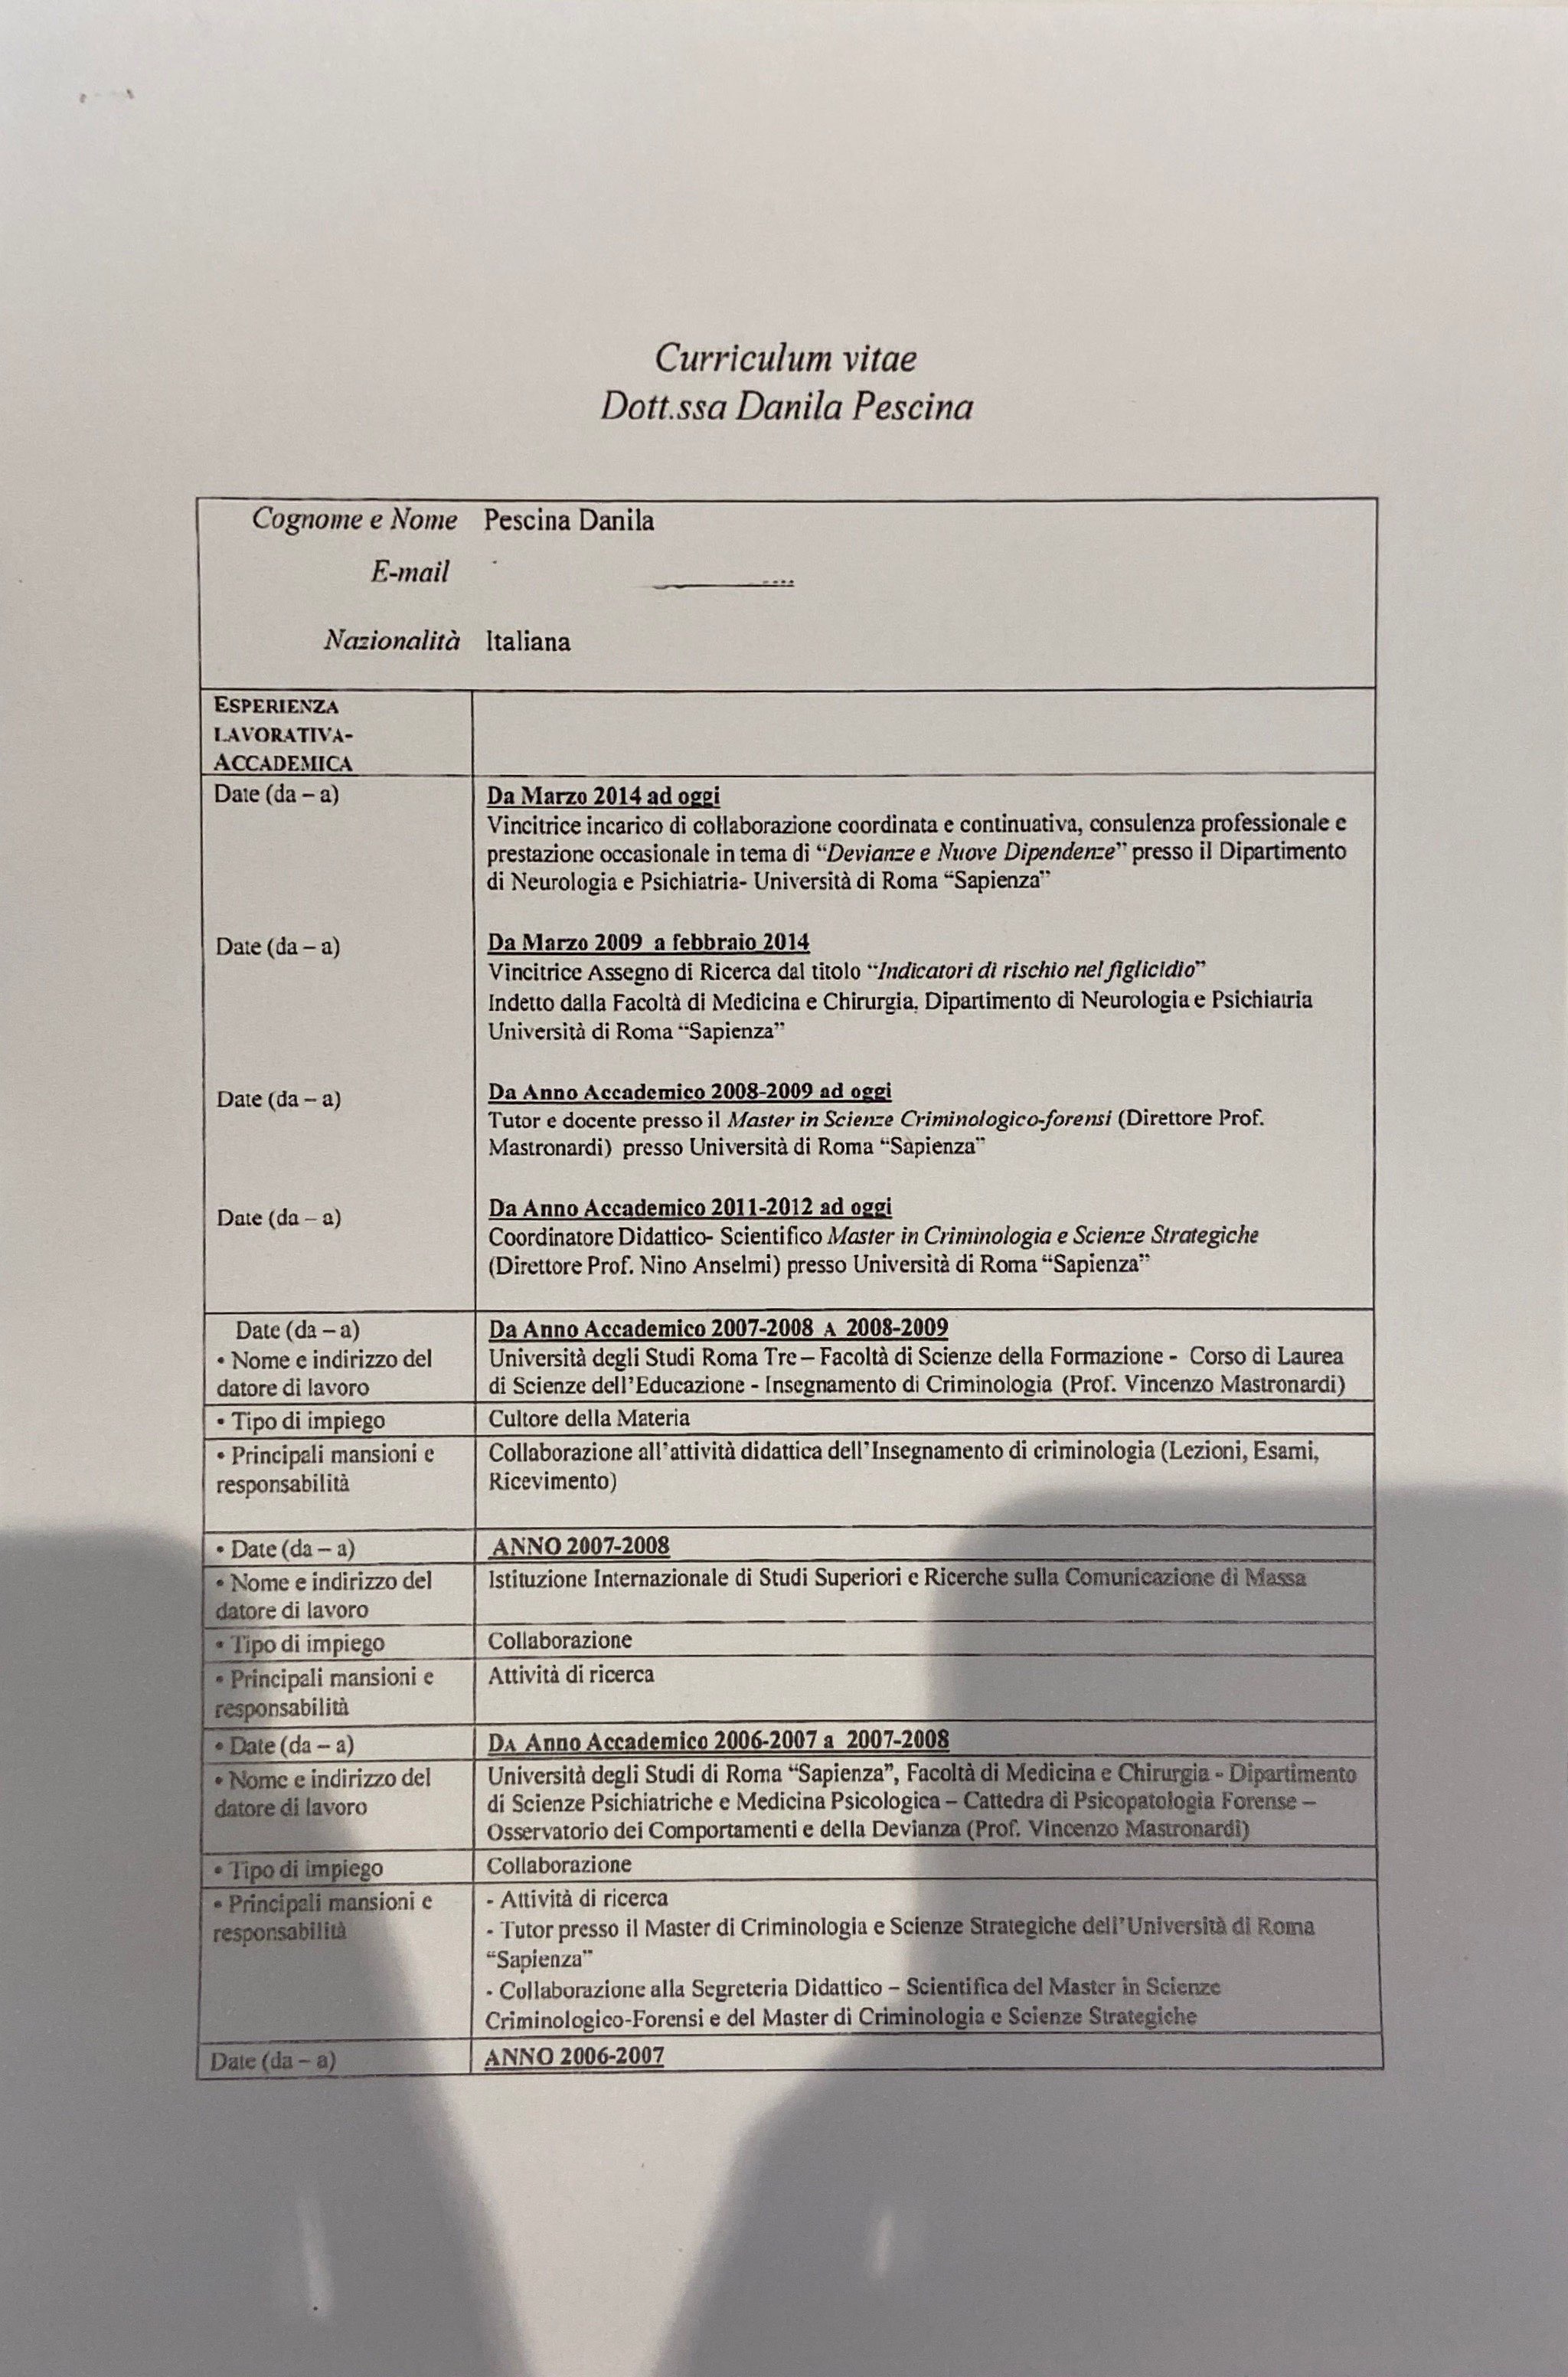 Curriculum vitae
Dott.ssa Danila Pescina
Cognome e Nome Pescina Danila
E-mail
Nazionalità Italiana
ESPERIENZA
LAVORATIVA-
ACCADEMICA
Date (da – a) Da Marzo 2014 ad oggi
Vincitrice incarico di collaborazione coordinata e continuativa, consulenza professionale e
prestazione occasionale in tema di “Devianze e Nuove Dipendenze” presso il Dipartimento
di Neurologia e Psichiatria- Università di Roma “Sapienza”
Date (da – a) Da Marzo 2009 a febbraio 2014
Vincitrice Assegno di Ricerca dal titolo “Indicatori di rischio nel figlicidio”
Indetto dalla Facoltà di Medicina e Chirurgia, Dipartimento di Neurologia e Psichiatria
Università di Roma “Sapienza”
Date (da – a) Da Anno Accademico 2008-2009 ad oggi
Tutor e docente presso il Master in Scienze Criminologico-forensi (Direttore Prof.
Mastronardi) presso Università di Roma “Sapienza”
Date (da – a) Da Anno Accademico 2011-2012 ad oggi
Coordinatore Didattico- Scientifico Master in Criminologia e Scienze Strategiche
(Direttore Prof. Nino Anselmi) presso Università di Roma “Sapienza”
Date (da – a) Da Anno Accademico 2007-2008 A 2008-2009
• Nome e indirizzo del Università degli Studi Roma Tre – Facoltà di Scienze della Formazione - Corso di Laurea
datore di lavoro di Scienze dell’Educazione - Insegnamento di Criminologia (Prof. Vincenzo Mastronardi)
• Tipo di impiego Cultore della Materia
• Principali mansioni e Collaborazione all’attività didattica dell’Insegnamento di criminologia (Lezioni, Esami,
responsabilità Ricevimento)
• Date (da – a) ANNO 2007-2008
• Nome e indirizzo del Istituzione Internazionale di Studi Superiori e Ricerche sulla Comunicazione di Massa
datore di lavoro
• Tipo di impiego Collaborazione
• Principali mansioni e Attività di ricerca
responsabilità
• Date (da – a) DA Anno Accademico 2006-2007 a 2007-2008
• Nome e indirizzo del Università degli Studi di Roma “Sapienza”, Facoltà di Medicina e Chirurgia - Dipartimento
datore di lavoro di Scienze Psichiatriche e Medicina Psicologica – Cattedra di Psicopatologia Forense –
Osservatorio dei Comportamenti e della Devianza (Prof. Vincenzo Mastronardi)
• Tipo di impiego Collaborazione
• Principali mansioni e - Attività di ricerca
responsabilità - Tutor presso il Master di Criminologia e Scienze Strategiche dell’Università di Roma
“Sapienza”
- Collaborazione alla Segreteria Didattico – Scientifica del Master in Scienze
Criminologico-Forensi e del Master di Criminologia e Scienze Strategiche
Date (da – a) ANNO 2006-2007